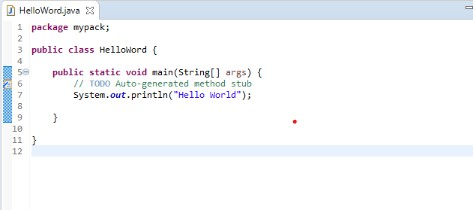 HelloWord.java
1 package mypack;
2
3 public class HelloWord {
4
5 public static void main(String[] args) {
6 // TODO Auto-generated method stub
7 System.out.println("Hello World");
8
9 }
10
11 }
12